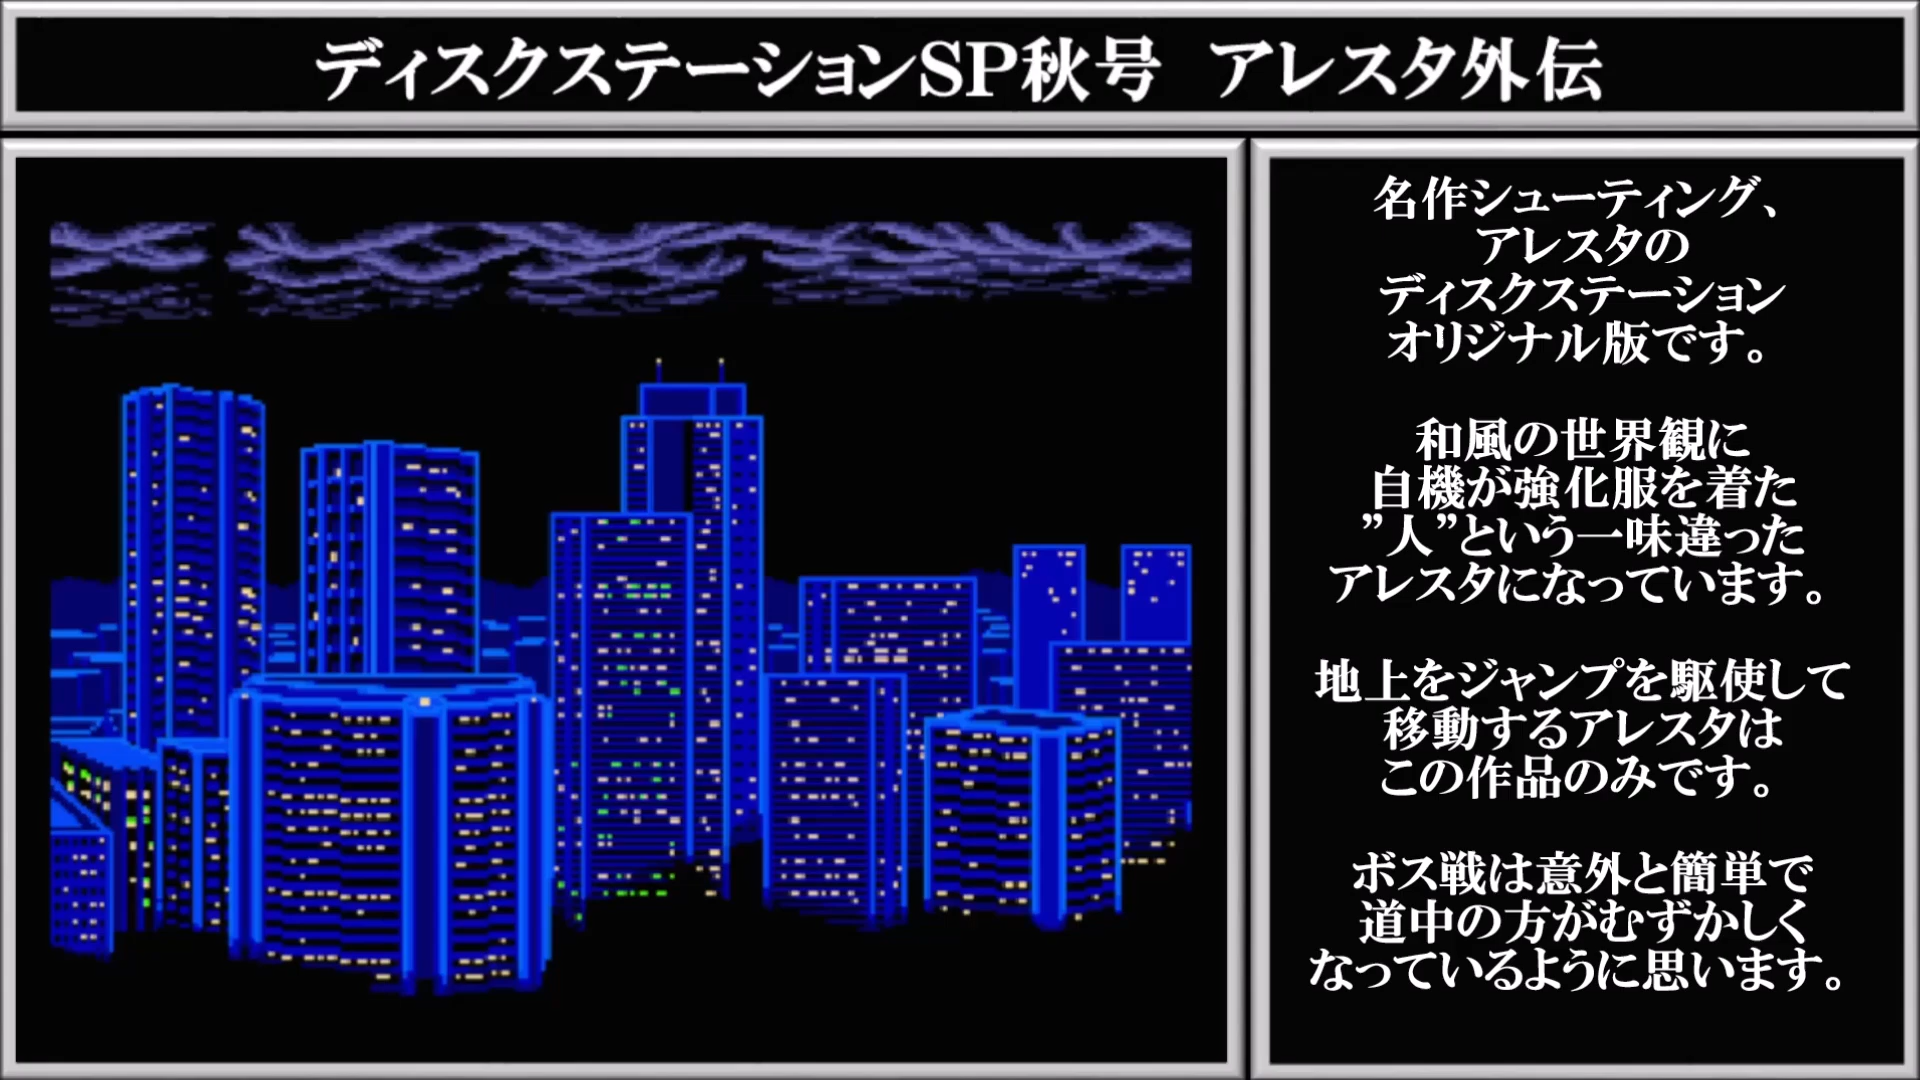 ディスクステーションSP秋号　アレスタ外伝
名作シューティング、
アレスタの
ディスクステーション
オリジナル版です。
和風の世界観に
自機が強化服を着た
”人”という一味違った
アレスタになっています。
地上をジャンプを駆使して
移動するアレスタは
この作品のみです。
ボス戦は意外と簡単で
道中の方がむずかしく
なっているように思います。